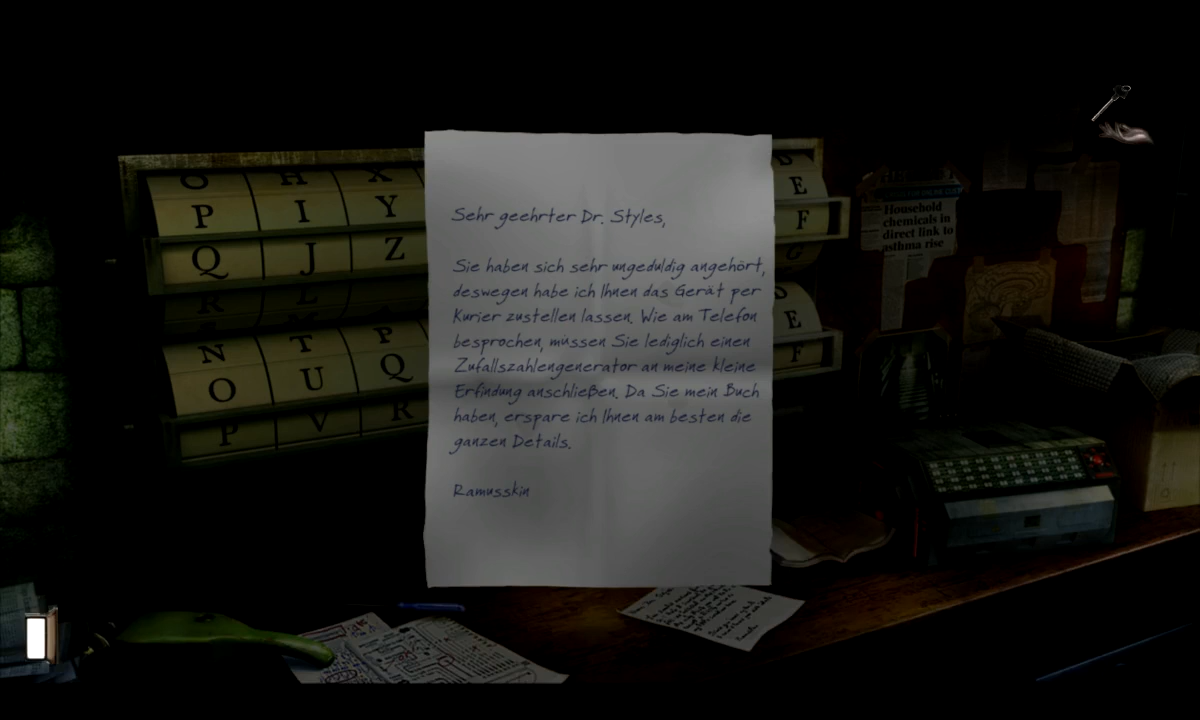 O H X
P I Y
Q J Z
N T P
O U Q
P V R
Sehr geehrter Dr. Styles,
Sie haben sich sehr ungeduldig angehört,
deswegen habe ich Ihnen das Gerät per
Kurier zustellen lassen. Wie am Telefon
besprochen, müssen Sie lediglich einen
Zufallszahlengenerator an meine kleine
Erfindung anschließen. Da Sie mein Buch
haben, erspare ich Ihnen am besten die
ganzen Details.
Ramusskin
D
E
F
G
D
E
F
Household
chemicals in
direct link to
asthma rise